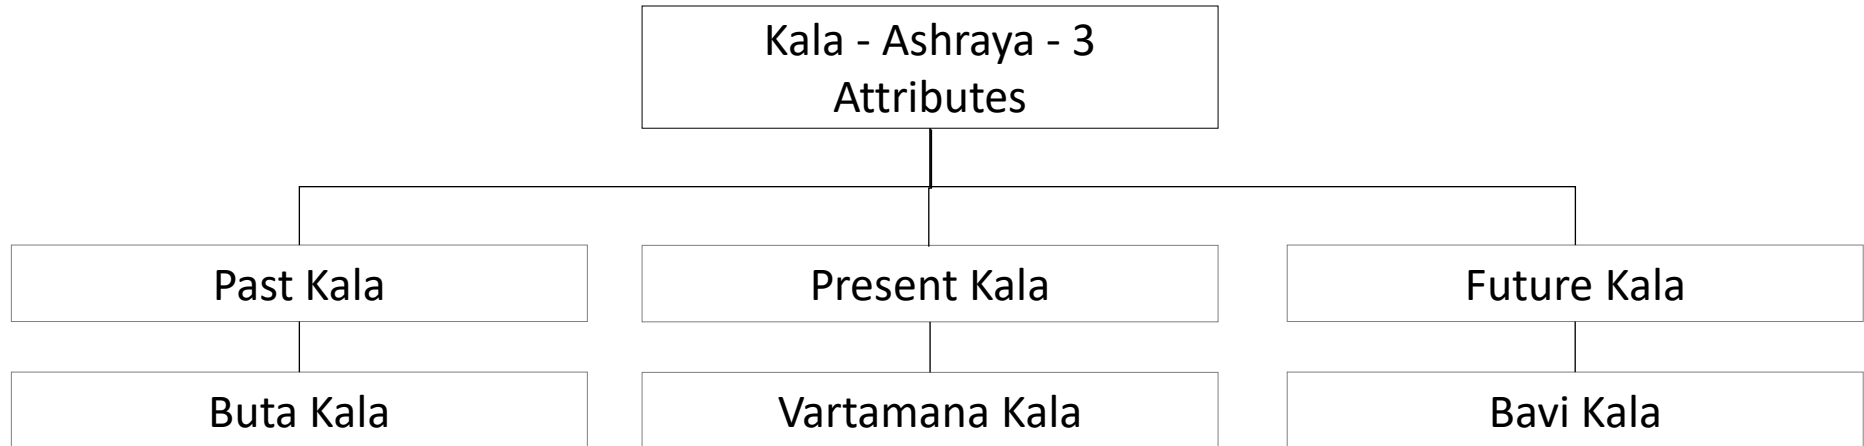 Kala - Ashraya - 3
Attributes
Past Kala
Present Kala
Future Kala
Buta Kala
Vartamana Kala
Bavi Kala